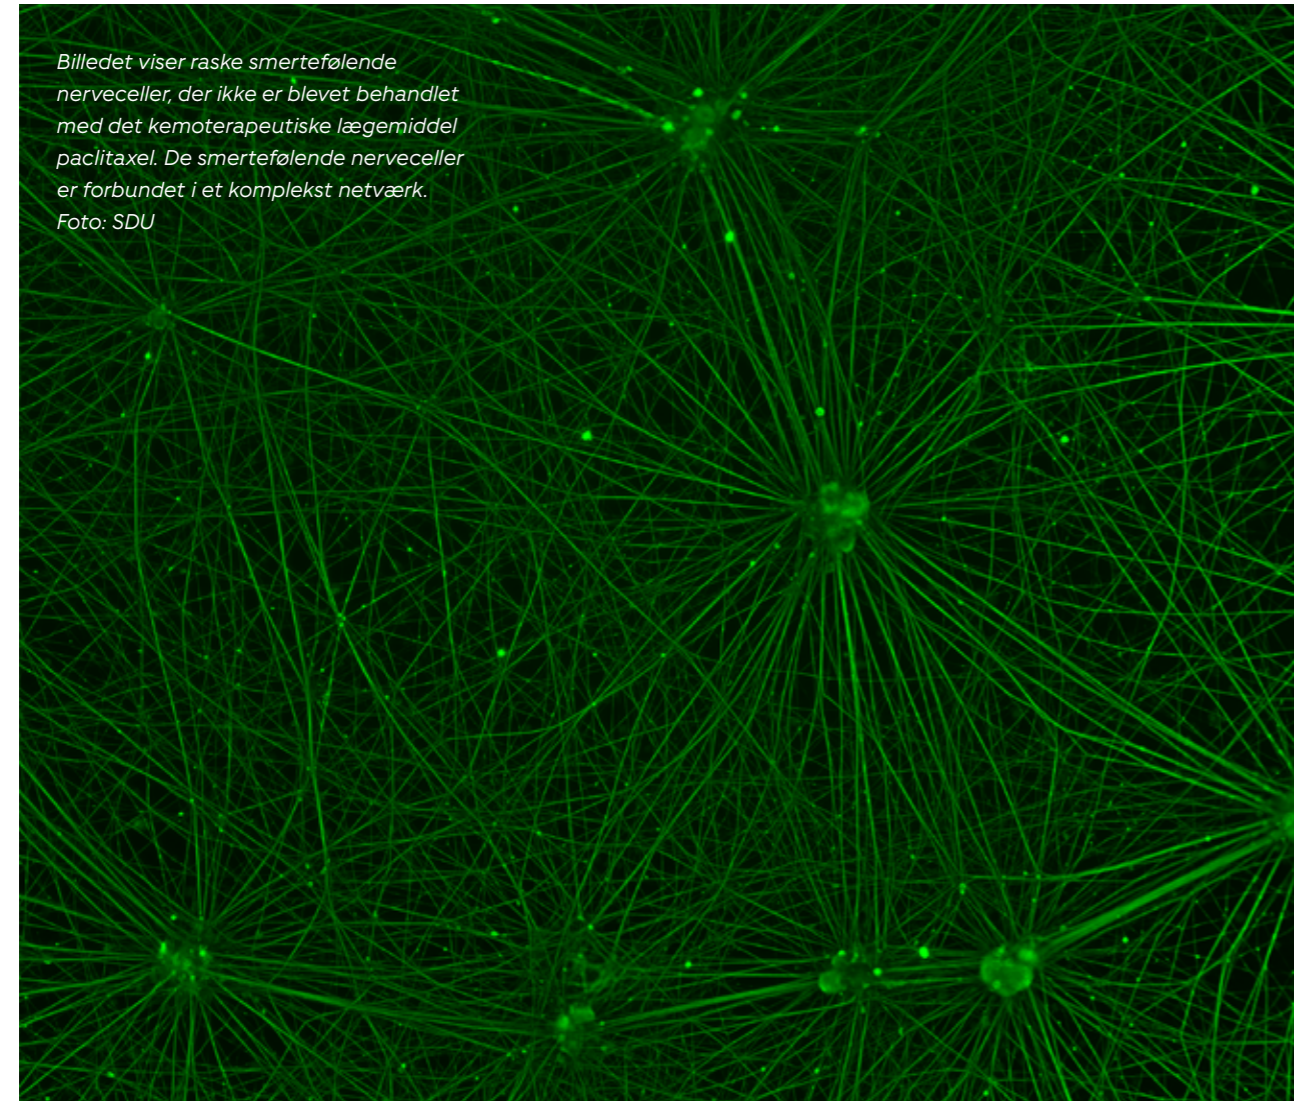 Billedet viser raske smertefølende
nerveceller, der ikke er blevet behandlet
med det kemoterapeutiske lægemiddel
paclitaxel. De smertefølende nerveceller
er forbundet i et komplekst netværk.
Foto: SDU